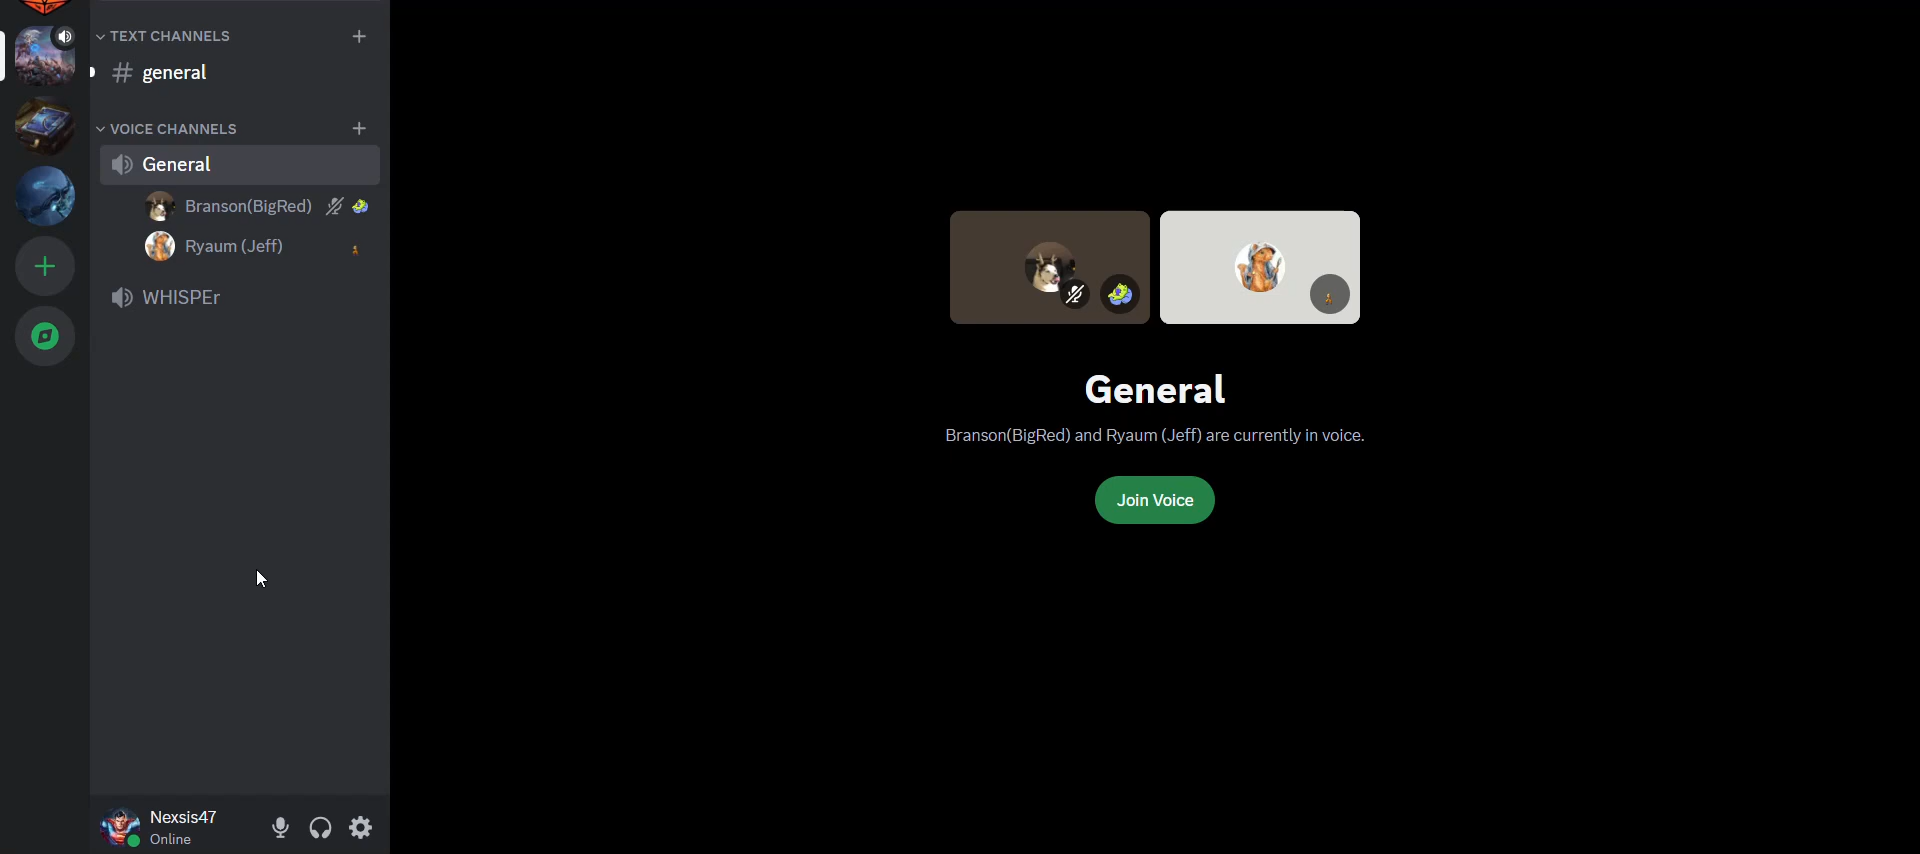 TEXT CHANNELS
general
VOICE CHANNELS
General
Branson(BigRed)
Ryaum (Jeff)
WHISPEr
Nexsis47
Online
General
Branson(BigRed) and Ryaum (Jeff) are currently in voice.
Join Voice